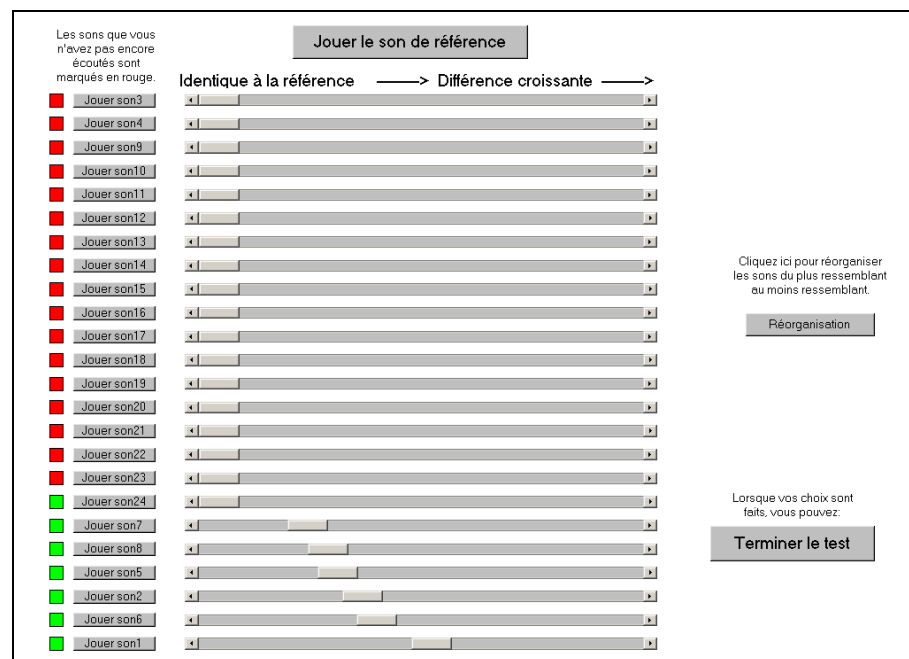 Les sons que vous
n'avez pas encore
écoutés sont
marqués en rouge.
Jouer le son de référence
Identique à la référence ——> Différence croissante ——>
Jouer son3
Jouer son4
Jouer son9
Jouer son10
Jouer son11
Jouer son12
Jouer son13
Jouer son14
Jouer son15
Jouer son16
Jouer son17
Jouer son18
Jouer son19
Jouer son20
Jouer son21
Jouer son22
Jouer son23
Jouer son24
Jouer son7
Jouer son8
Jouer son5
Jouer son2
Jouer son6
Jouer son1
Cliquez ici pour réorganiser
les sons du plus ressemblant
au moins ressemblant.
Réorganisation
Lorsque vos choix sont
faits, vous pouvez:
Terminer le test